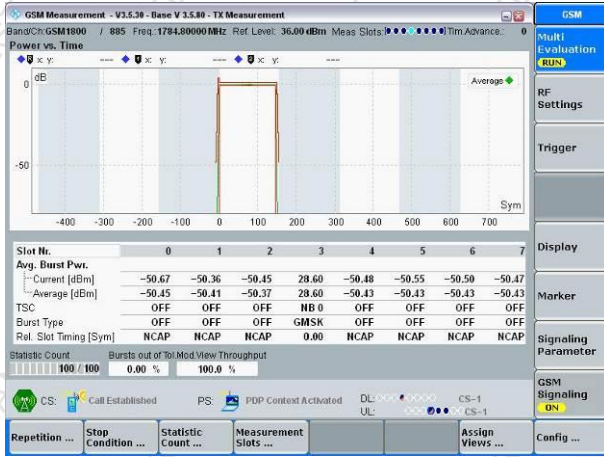 GSM Measurement - V3.5.30 - Base V 3.5.80 - TX Measurement
GSM
Band/Ch:GSM1800 / 885 Freq.:1784.80000 MHz Ref. Level: 36.00 dBm Meas Slots: Tim.Advance.: 0
Multi Evaluation
RUN
Power vs. Time
x: y: --- x: y: --- x: y: ---
dB
Average
0
-50
Sym
-400 -300 -200 -100 0 100 200 300 400 500 600 700
RF Settings
Trigger
Display
Marker
Signaling Parameter
GSM Signaling
ON
Slot Nr. 0 1 2 3 4 5 6 7
Avg. Burst Pwr.
Current [dBm] -50.67 -50.36 -50.45 28.60 -50.48 -50.55 -50.50 -50.47
Average [dBm] -50.45 -50.41 -50.37 28.60 -50.43 -50.43 -50.43 -50.43
TSC OFF OFF OFF NB 0 OFF OFF OFF OFF
Burst Type OFF OFF OFF GMSK OFF OFF OFF OFF
Rel. Slot Timing [Sym] NCAP NCAP NCAP 0.00 NCAP NCAP NCAP NCAP
Statistic Count Bursts out of Tol. Mod.View Throughput
100 / 100 0.00 % 100.0 %
CS: Call Established PS: PDP Context Activated DL: CS-1
UL: CS-1
Repetition ... Stop Condition ... Statistic Count ... Measurement Slots ... Assign Views ... Config ...